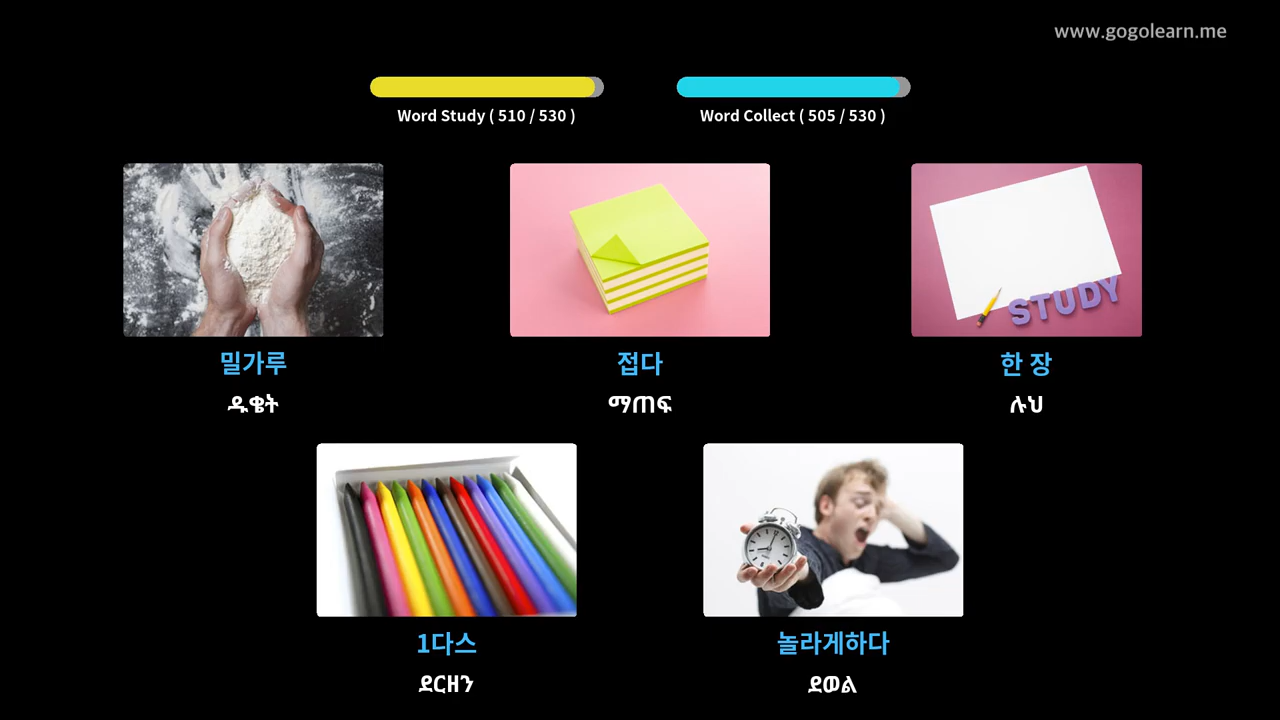 www.gogolearn.me
Word Study ( 510 / 530 )
Word Collect ( 505 / 530 )
STUDY
밀가루
접다
한 장
ዱቄት
ማጠፍ
ሉህ
1다스
놀라게하다
ደርዘን
ደወል